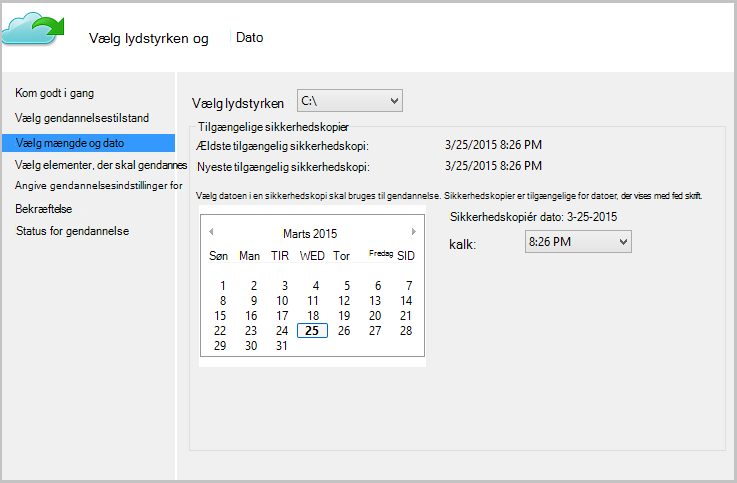 Vælg lydstyrken og Dato
Kom godt i gang
Vælg gendannelsestilstand
Vælg mængde og dato
Vælg elementer, der skal gendannes
Angive gendannelsesindstillinger for
Bekræftelse
Status for gendannelse
Vælg lydstyrken C:\
Tilgængelige sikkerhedskopier
Ældste tilgængelig sikkerhedskopi: 3/25/2015 8:26 PM
Nyeste tilgængelig sikkerhedskopi: 3/25/2015 8:26 PM
Vælg datoen i en sikkerhedskopi skal bruges til gendannelse. Sikkerhedskopier er tilgængelige for datoer, der vises med fed skrift.
Marts 2015
Søn Man TIR WED Tor Fredag SID
1 2 3 4 5 6 7
8 9 10 11 12 13 14
15 16 17 18 19 20 21
22 23 24 25 26 27 28
29 30 31
Sikkerhedskopiér dato: 3-25-2015
kalk: 8:26 PM